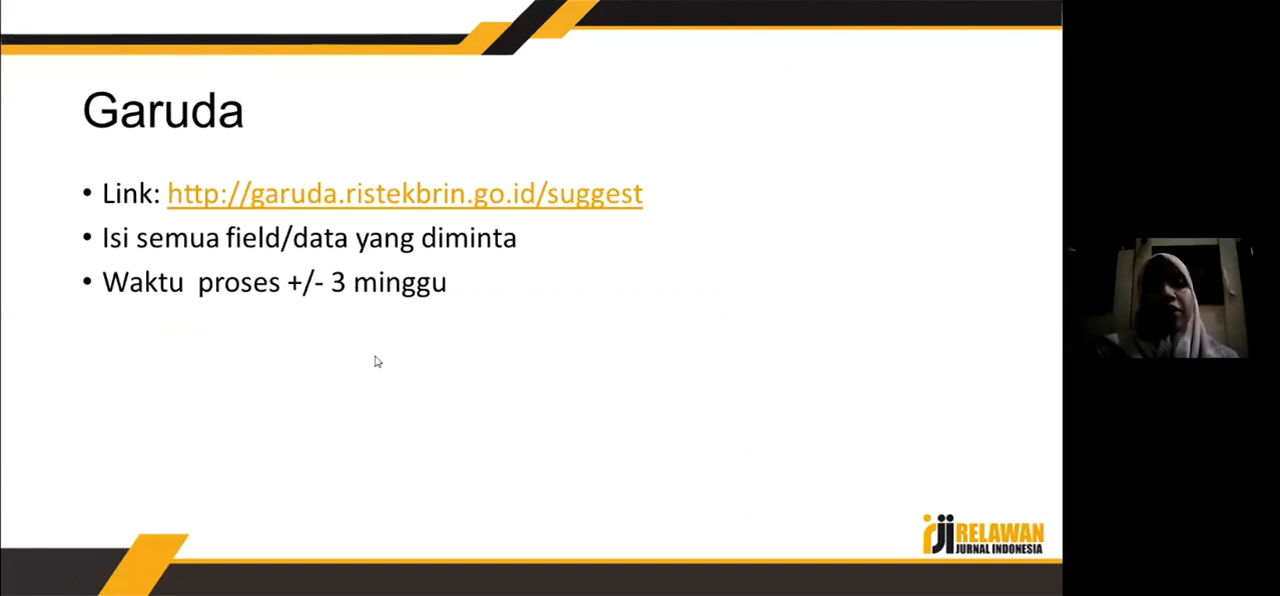 Garuda
• Link: http://garuda.ristekbrin.go.id/suggest
• Isi semua field/data yang diminta
• Waktu proses +/- 3 minggu
rji RELAWAN
JURNAL INDONESIA